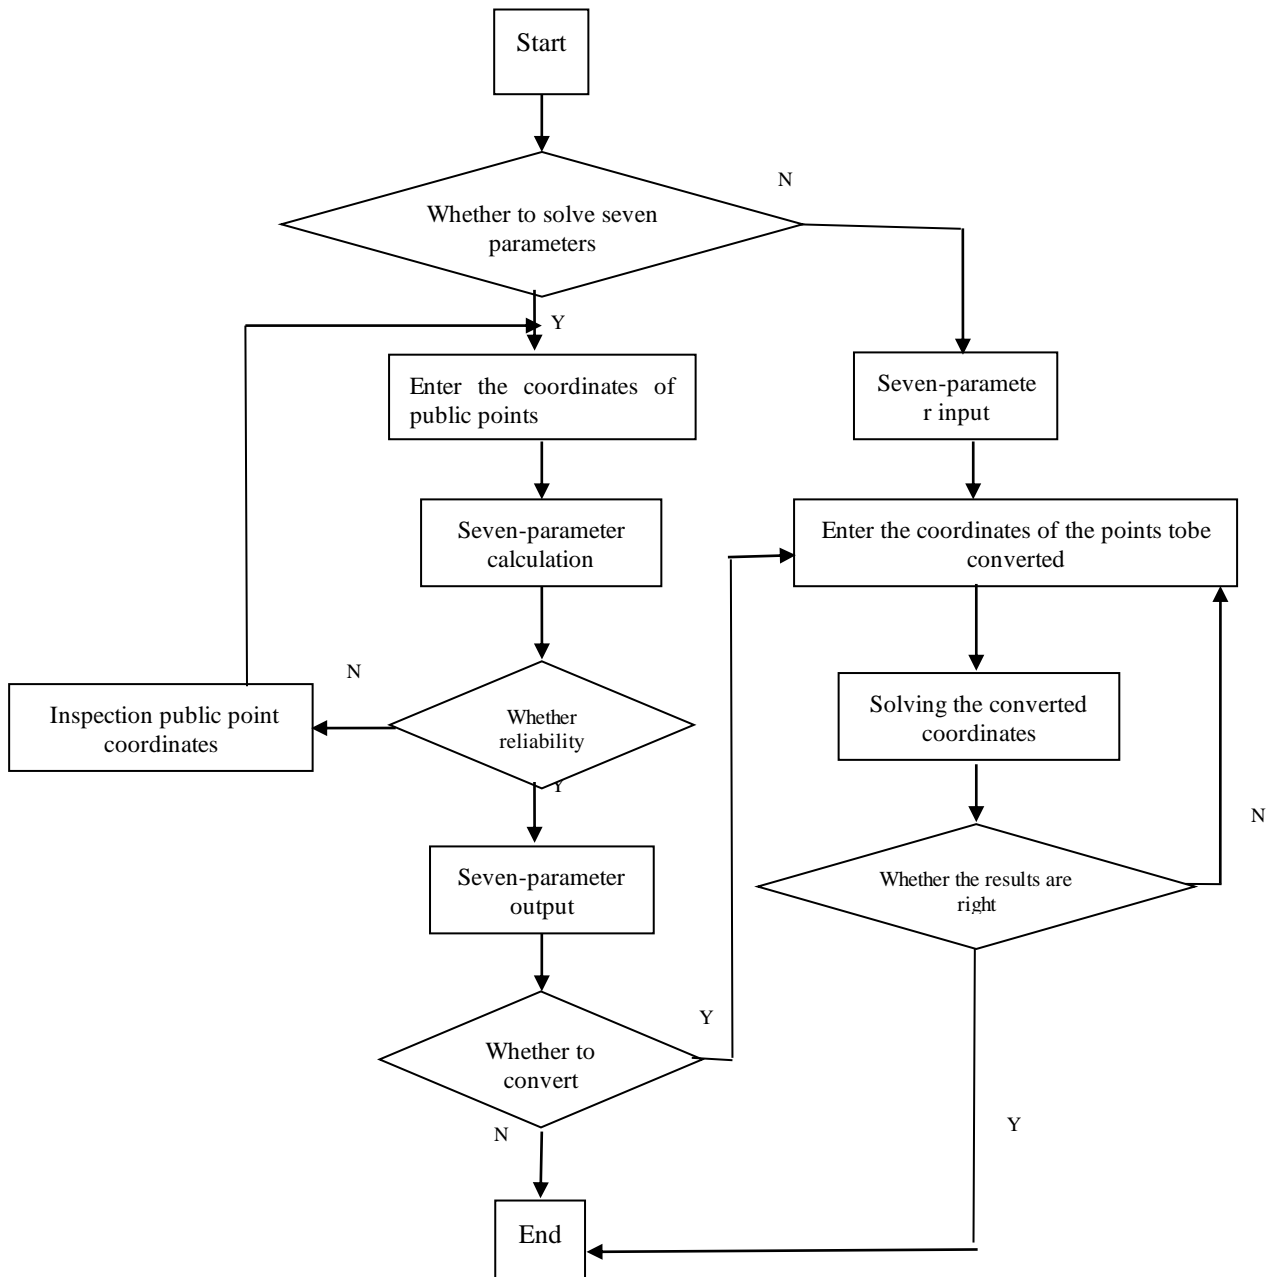 Start
N
Whether to solve seven
parameters
Y
Enter the coordinates of
public points
Seven-paramete
r input
Seven-parameter
calculation
Enter the coordinates of the points tobe
converted
N
Inspection public point
coordinates
Whether
reliability
Y
Solving the converted
coordinates
N
Seven-parameter
output
Whether the results are
right
Y
Whether to
convert
N
Y
End